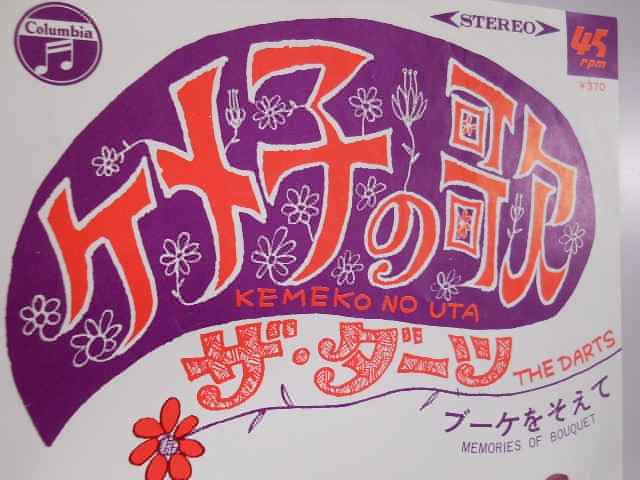 Columbia
STEREO
45
rpm
¥370
ケメ子の歌
KEMEKO NO UTA
ザ・ダーツ
THE DARTS
ブーケをそえて
MEMORIES OF BOUQUET